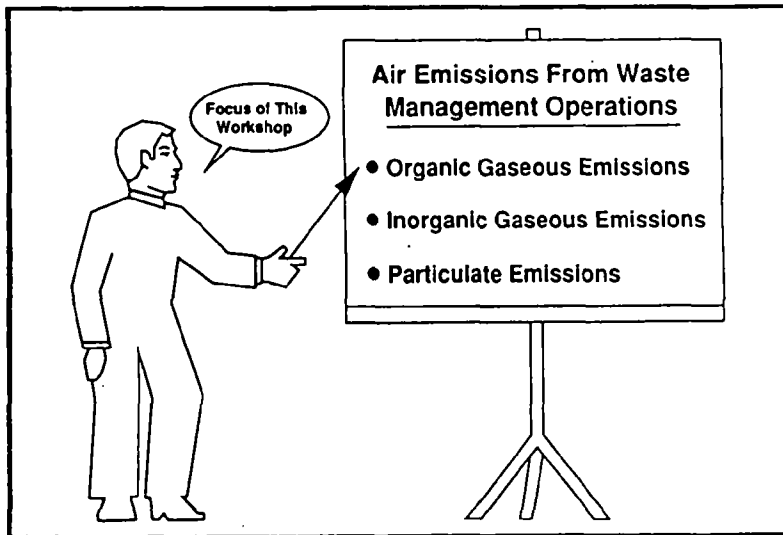 Focus of This
Workshop
Air Emissions From Waste
Management Operations
● Organic Gaseous Emissions
● Inorganic Gaseous Emissions
● Particulate Emissions